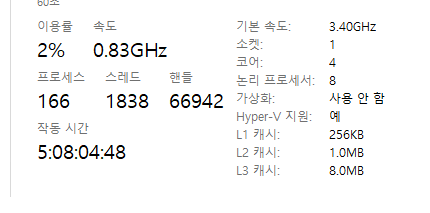 60초
이용률 속도
2% 0.83GHz
프로세스 스레드 핸들
166 1838 66942
작동 시간
5:08:04:48
기본 속도: 3.40GHz
소켓: 1
코어: 4
논리 프로세서: 8
가상화: 사용 안 함
Hyper-V 지원: 예
L1 캐시: 256KB
L2 캐시: 1.0MB
L3 캐시: 8.0MB